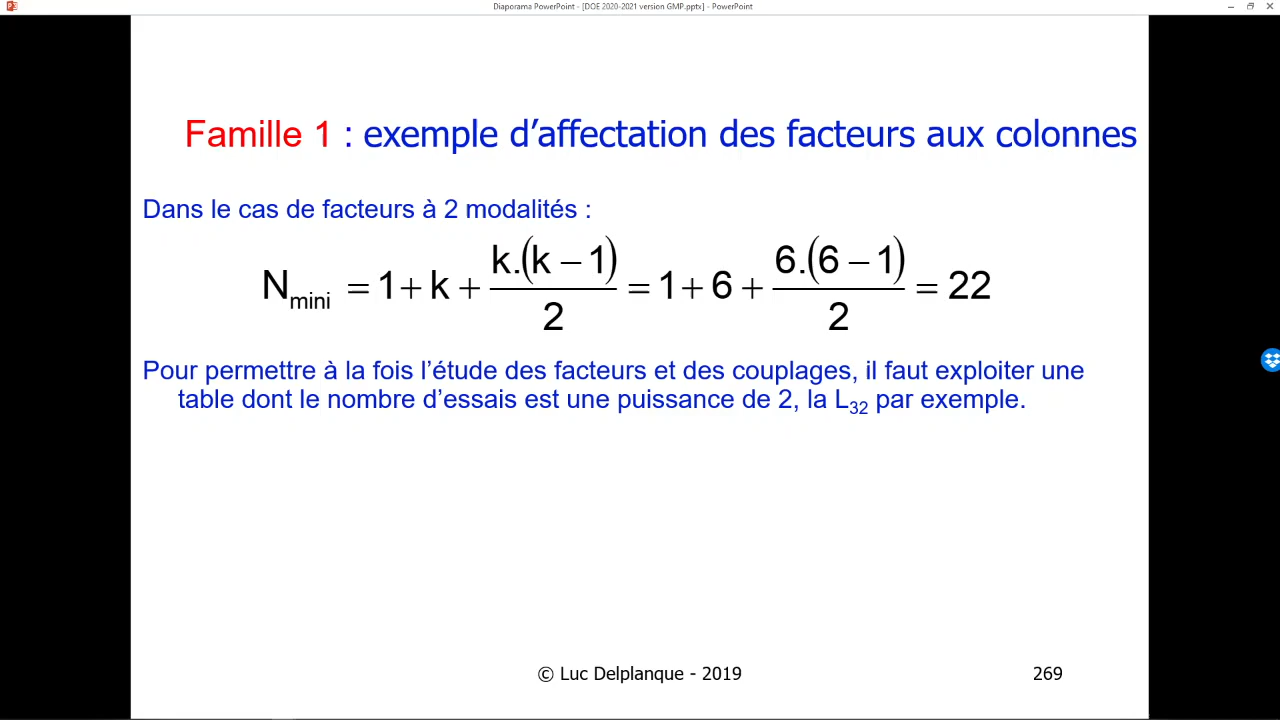 Diaporama PowerPoint - [DOE 2020-2021 version GMP.pptx] - PowerPoint
Famille 1 : exemple d’affectation des facteurs aux colonnes
Dans le cas de facteurs à 2 modalités :
N_mini = 1 + k + k.(k − 1) / 2 = 1 + 6 + 6.(6 − 1) / 2 = 22
Pour permettre à la fois l’étude des facteurs et des couplages, il faut exploiter une
table dont le nombre d’essais est une puissance de 2, la L32 par exemple.
© Luc Delplanque - 2019
269